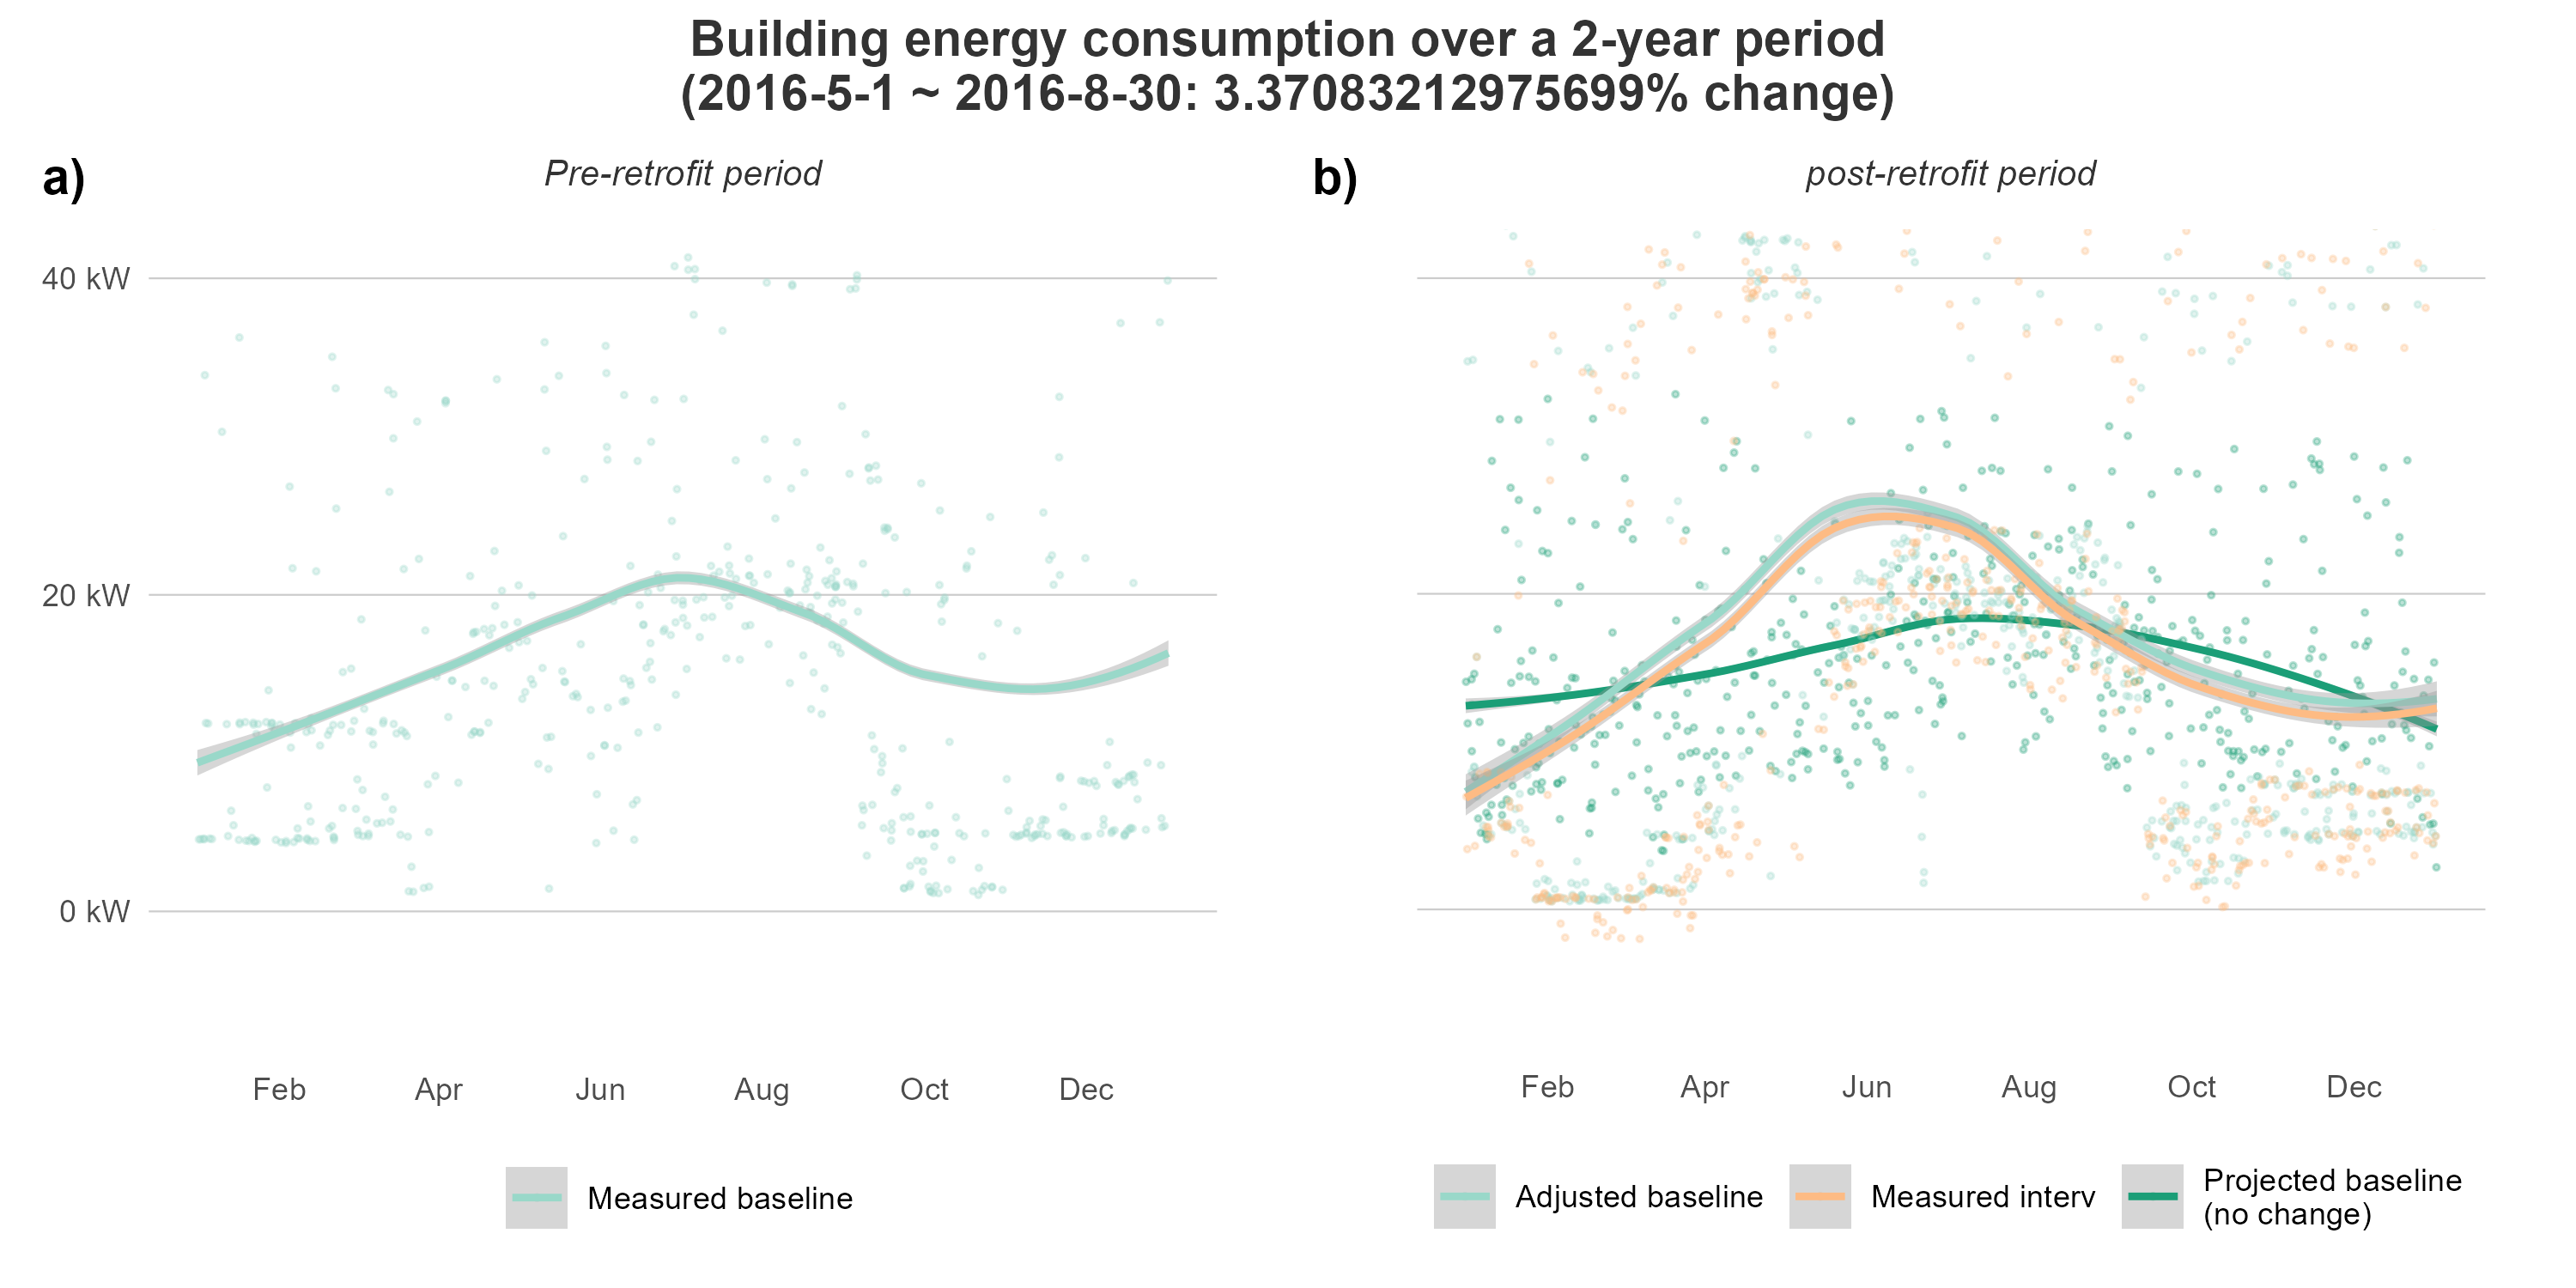 Building energy consumption over a 2-year period
(2016-5-1 ~ 2016-8-30: 3.37083212975699% change)
a)
Pre-retrofit period
40 kW
20 kW
0 kW
Feb Apr Jun Aug Oct Dec
Measured baseline
b)
post-retrofit period
Feb Apr Jun Aug Oct Dec
Adjusted baseline
Measured interv
Projected baseline
(no change)